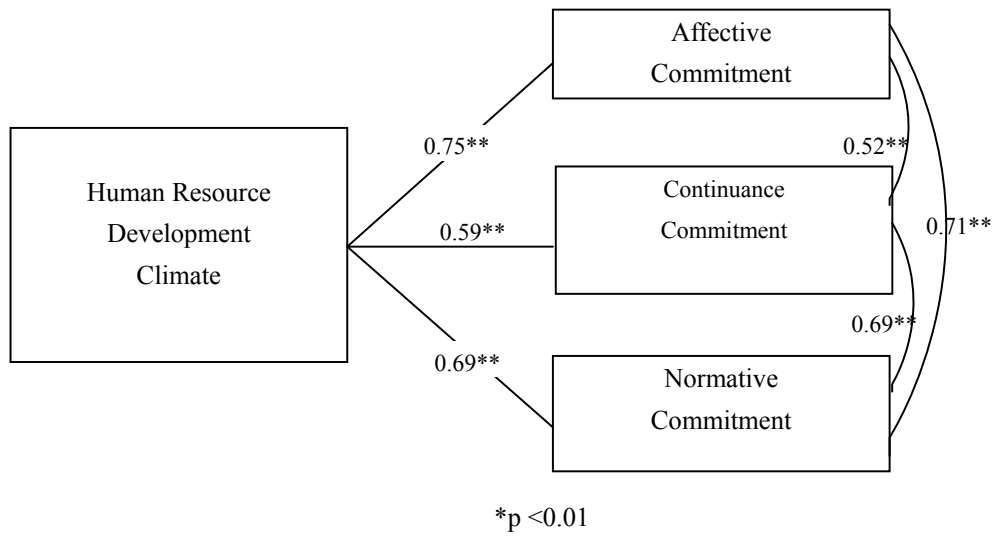 Affective
Commitment
0.75**
0.52**
Human Resource
Development
Climate
Continuance
Commitment
0.59**
0.71**
0.69**
0.69**
Normative
Commitment
*p <0.01